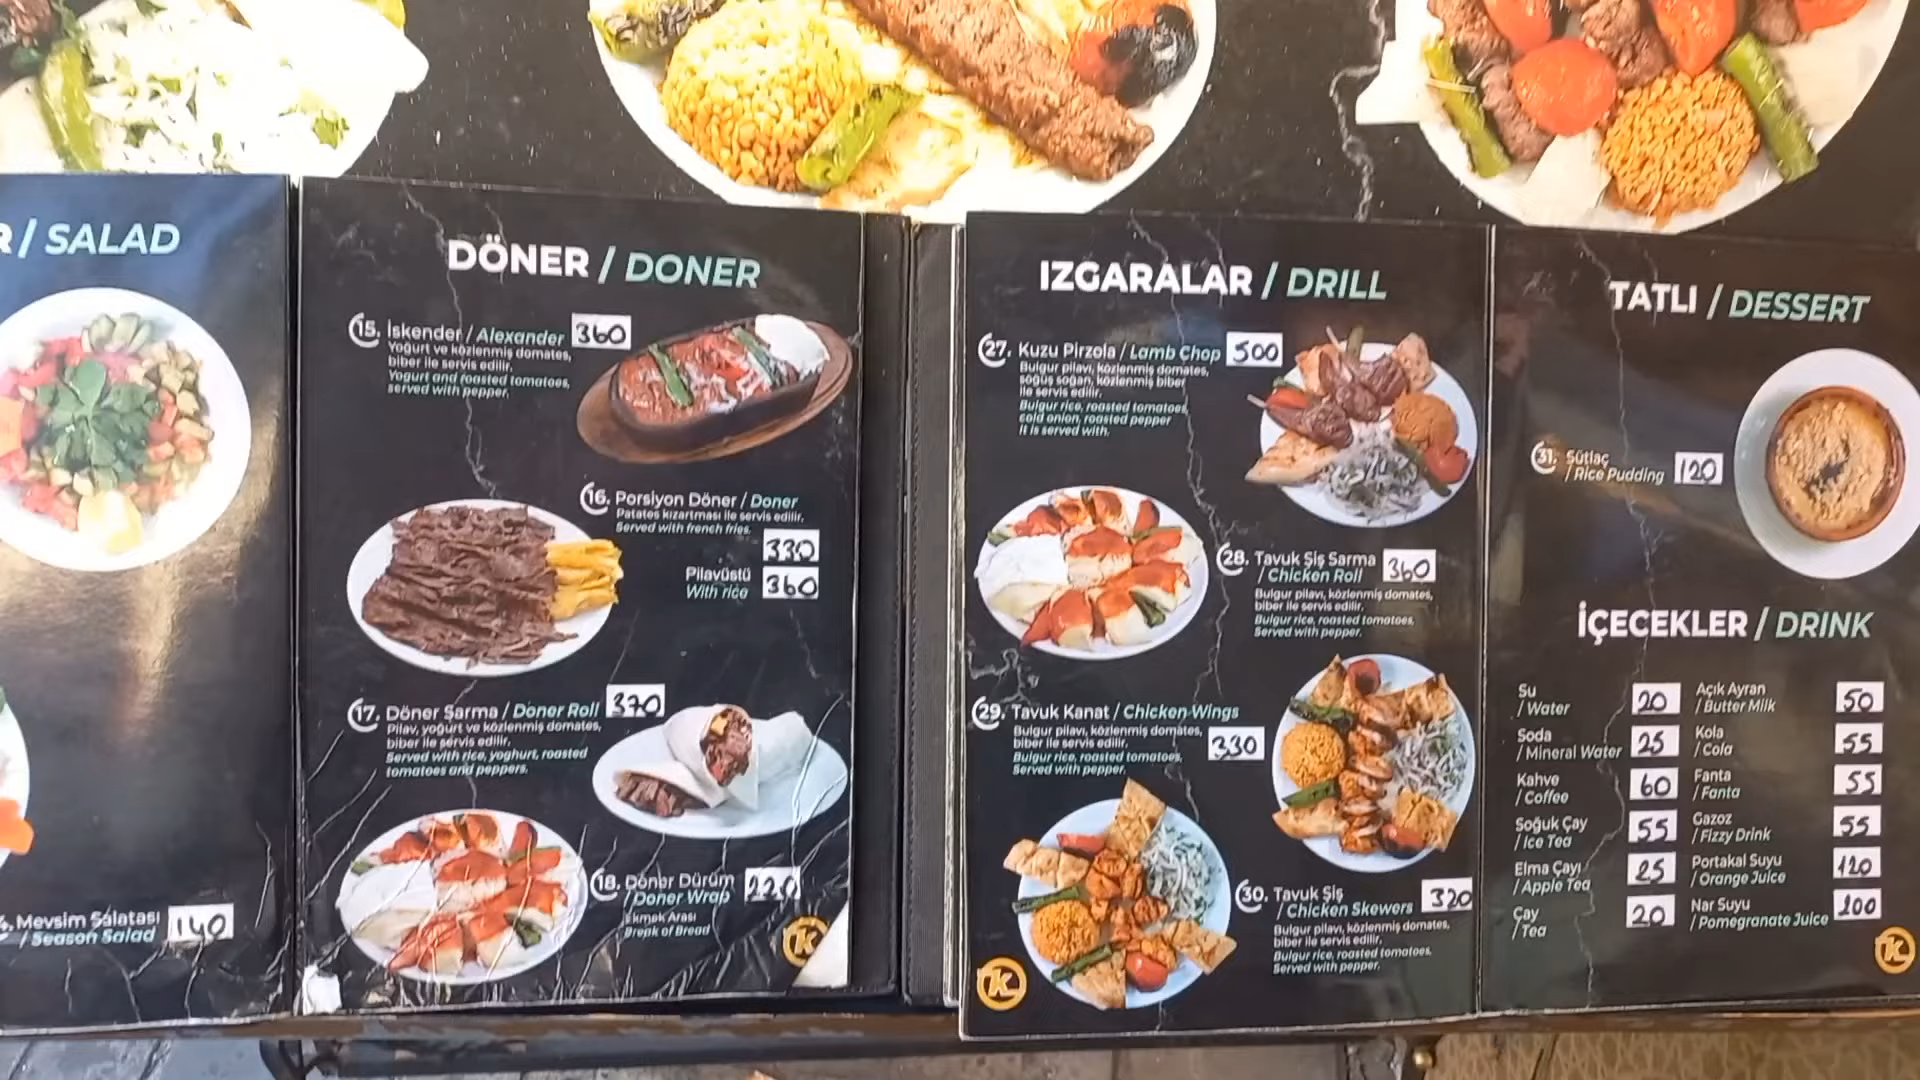 / SALAD
Mevsim Salatası
/ Season Salad
140
DÖNER / DONER
15. İskender / Alexander 360
Yoğurt ve közlenmiş domates,
biber ile servis edilir.
Yogurt and roasted tomatoes,
served with pepper.
16. Porsiyon Döner / Doner
Patates kızartması ile servis edilir.
Served with french fries.
330
Pilavüstü
With rice
360
17. Döner Sarma / Doner Roll 370
Pilav, yoğurt ve közlenmiş domates,
biber ile servis edilir.
Served with rice, yoghurt, roasted
tomatoes and peppers.
18. Döner Dürüm
/ Doner Wrap
220
Ekmek Arası
Break of Bread
K
IZGARALAR / DRILL
27. Kuzu Pirzola / Lamb Chop 500
Bulgur pilavı, közlenmiş domates,
söğüş soğan, közlenmiş biber
ile servis edilir.
Bulgur rice, roasted tomatoes,
cold onion, roasted pepper
it is served with.
28. Tavuk Şiş Sarma
/ Chicken Roll
360
Bulgur pilavı, közlenmiş domates,
biber ile servis edilir.
Bulgur rice, roasted tomatoes,
Served with pepper.
29. Tavuk Kanat / Chicken Wings
Bulgur pilavı, közlenmiş domates,
biber ile servis edilir.
Bulgur rice, roasted tomatoes,
Served with pepper.
330
30. Tavuk Şiş
/ Chicken Skewers
320
Bulgur pilavı, közlenmiş domates,
biber ile servis edilir.
Bulgur rice, roasted tomatoes.
Served with pepper.
K
TATLI / DESSERT
31. Sütlaç
/ Rice Pudding
120
İÇECEKLER / DRINK
Su
/ Water
20
Soda
/ Mineral Water
25
Kahve
/ Coffee
60
Soğuk Çay
/ Ice Tea
55
Elma Çayı
/ Apple Tea
25
Çay
/ Tea
20
Açık Ayran
/ Butter Milk
50
Kola
/ Cola
55
Fanta
/ Fanta
55
Gazoz
/ Fizzy Drink
55
Portakal Suyu
/ Orange Juice
120
Nar Suyu
/ Pomegranate Juice
200
K